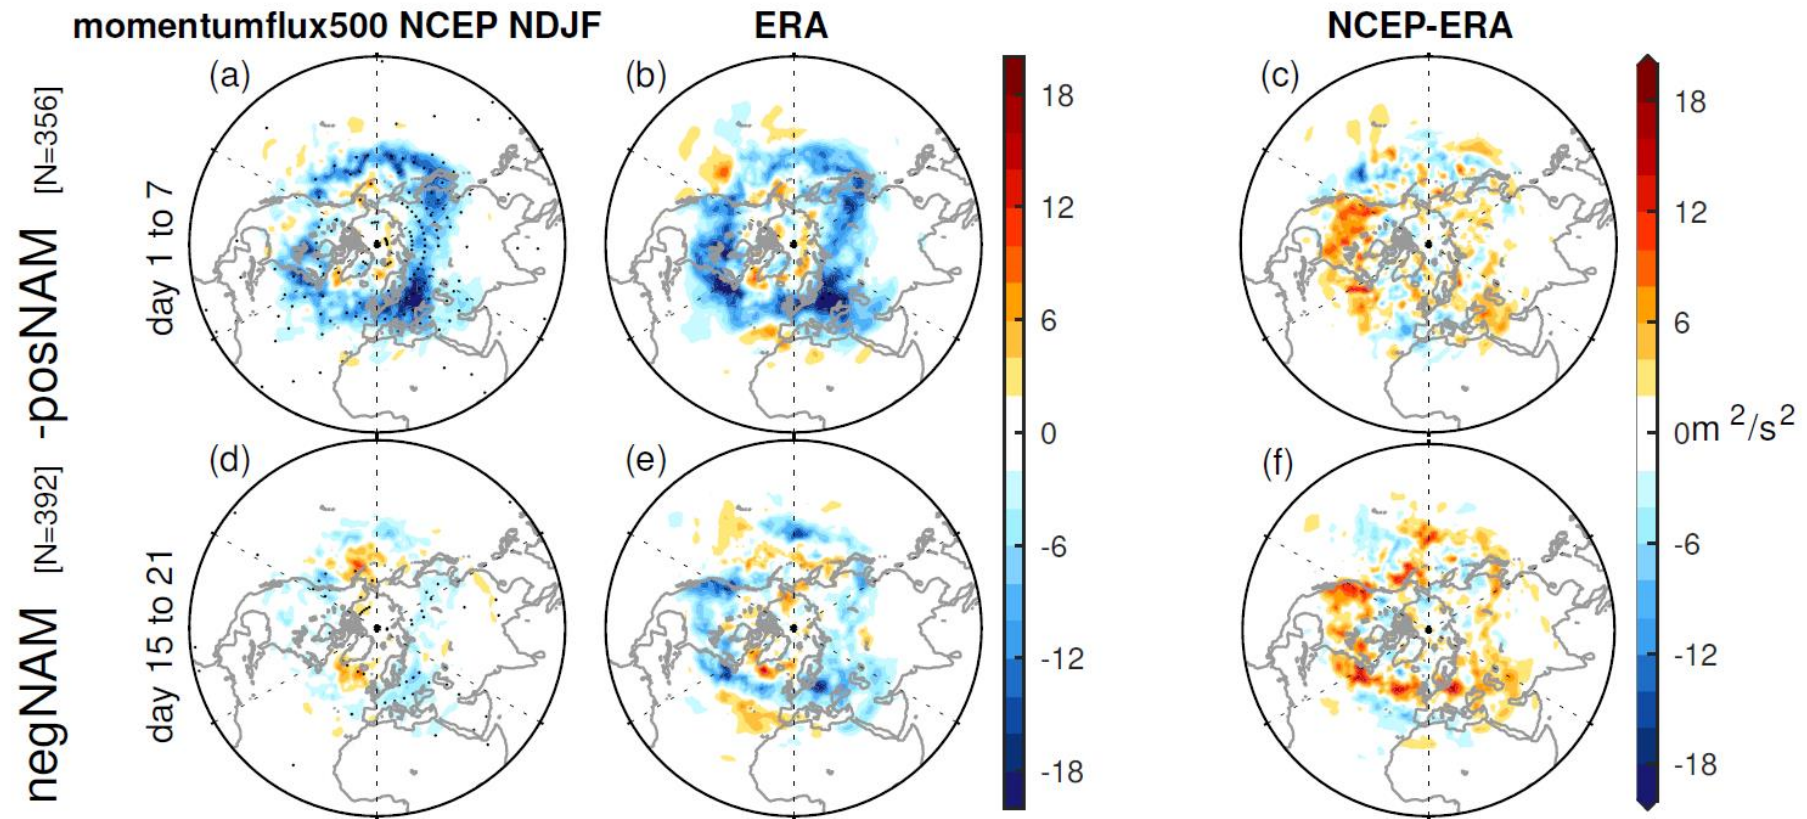 momentumflux500 NCEP NDJF
ERA
NCEP-ERA
negNAM [N=392] -posNAM [N=356]
day 1 to 7
(a)
(b)
18
12
6
0
-6
-12
-18
(c)
18
12
6
0m 2/s2
-6
-12
-18
day 15 to 21
(d)
(e)
(f)